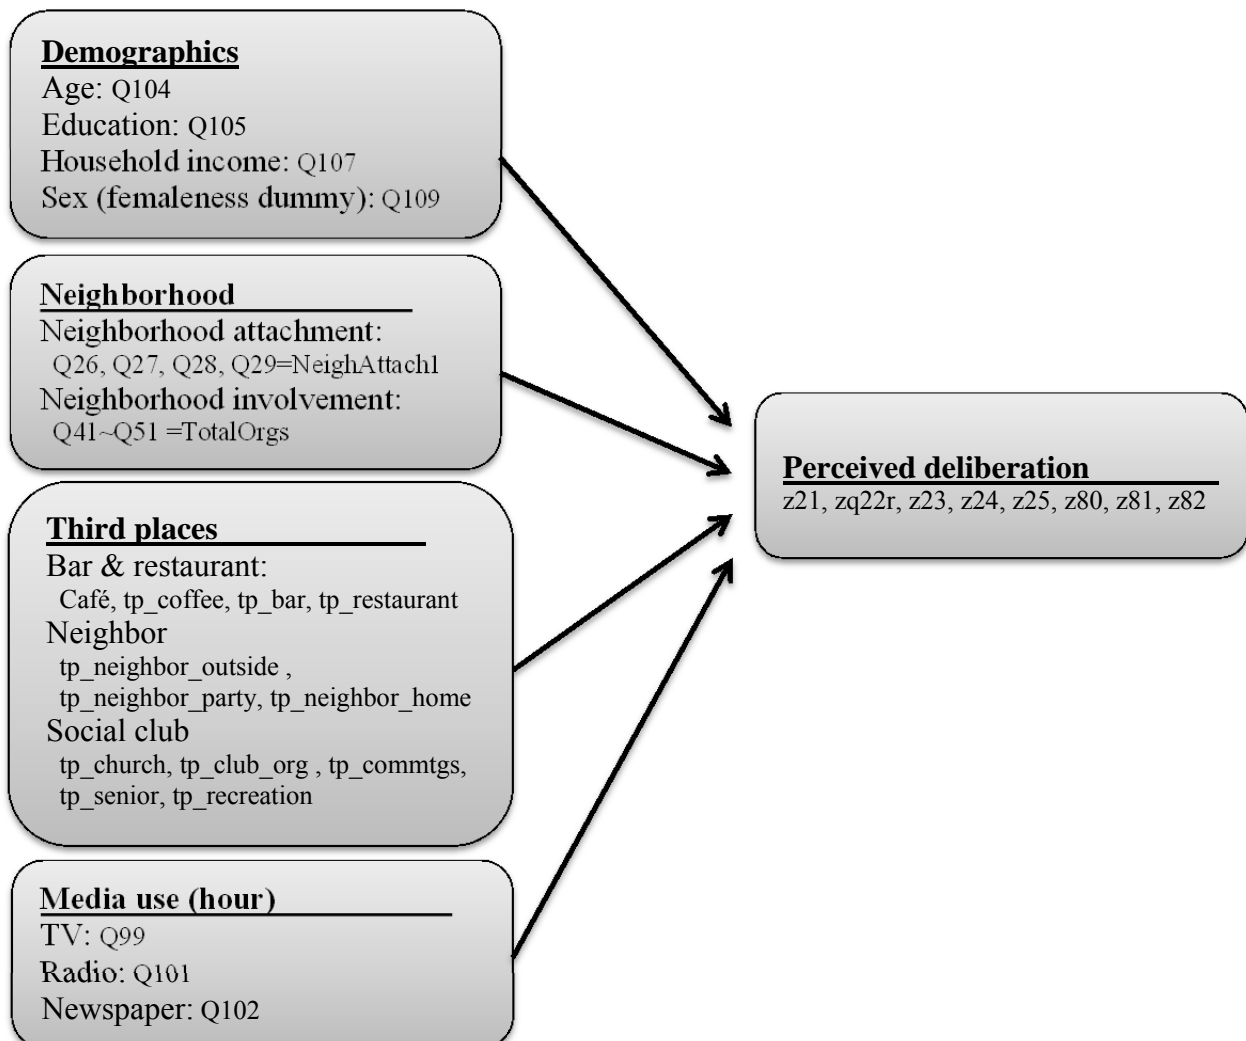 Demographics
Age: Q104
Education: Q105
Household income: Q107
Sex (femaleness dummy): Q109
Neighborhood
Neighborhood attachment:
Q26, Q27, Q28, Q29=NeighAttach1
Neighborhood involvement:
Q41~Q51 =TotalOrgs
Third places
Bar & restaurant:
Café, tp_coffee, tp_bar, tp_restaurant
Neighbor
tp_neighbor_outside ,
tp_neighbor_party, tp_neighbor_home
Social club
tp_church, tp_club_org , tp_commtgs,
tp_senior, tp_recreation
Media use (hour)
TV: Q99
Radio: Q101
Newspaper: Q102
Perceived deliberation
z21, zq22r, z23, z24, z25, z80, z81, z82